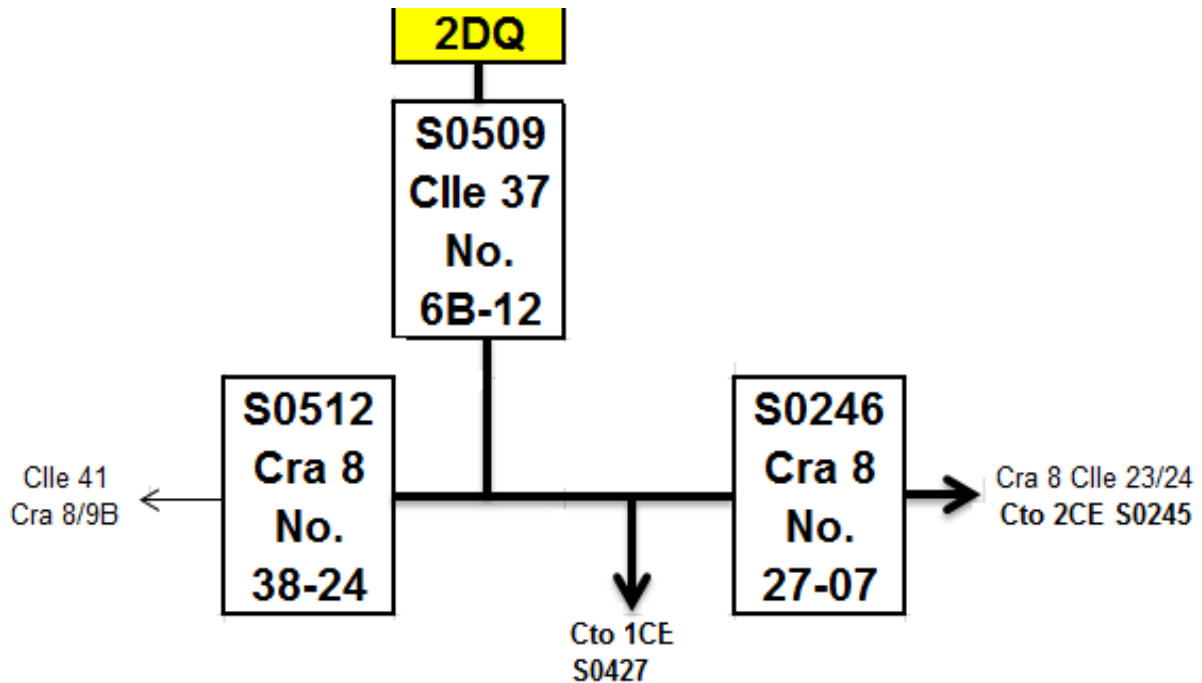 2DQ
S0509
Clle 37
No.
6B-12
S0512
Cra 8
No.
38-24
S0246
Cra 8
No.
27-07
Clle 41
Cra 8/9B
Cra 8 Clle 23/24
Cto 2CE S0245
Cto 1CE
S0427